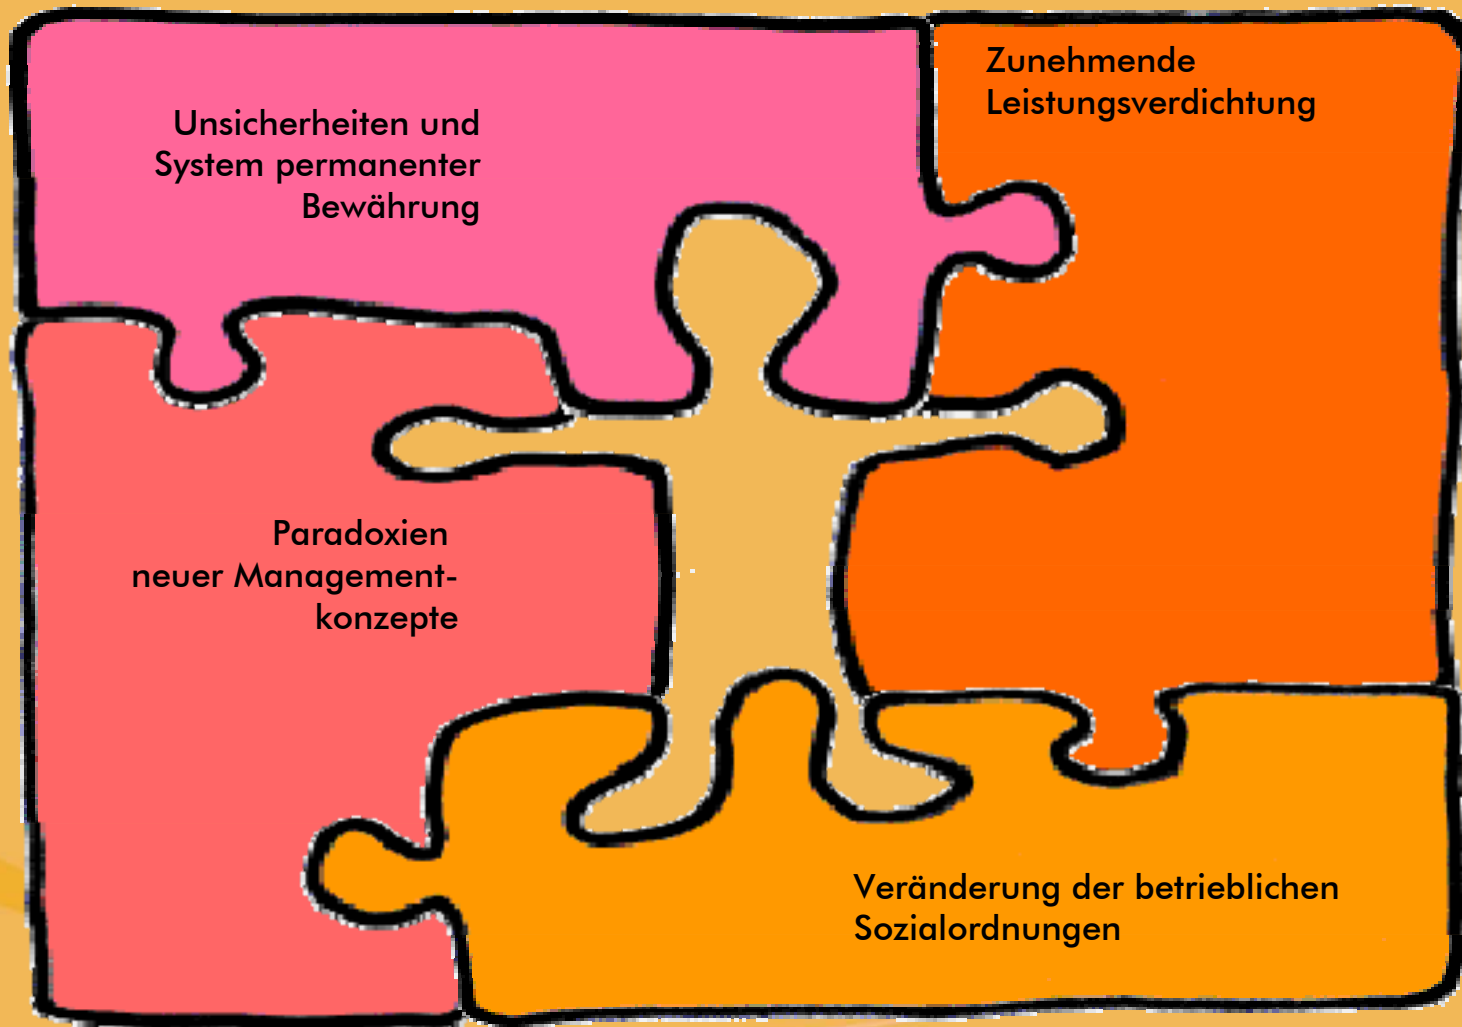 Unsicherheiten und
System permanenter
Bewährung
Zunehmende
Leistungsverdichtung
Paradoxien
neuer Management-
konzepte
Veränderung der betrieblichen
Sozialordnungen